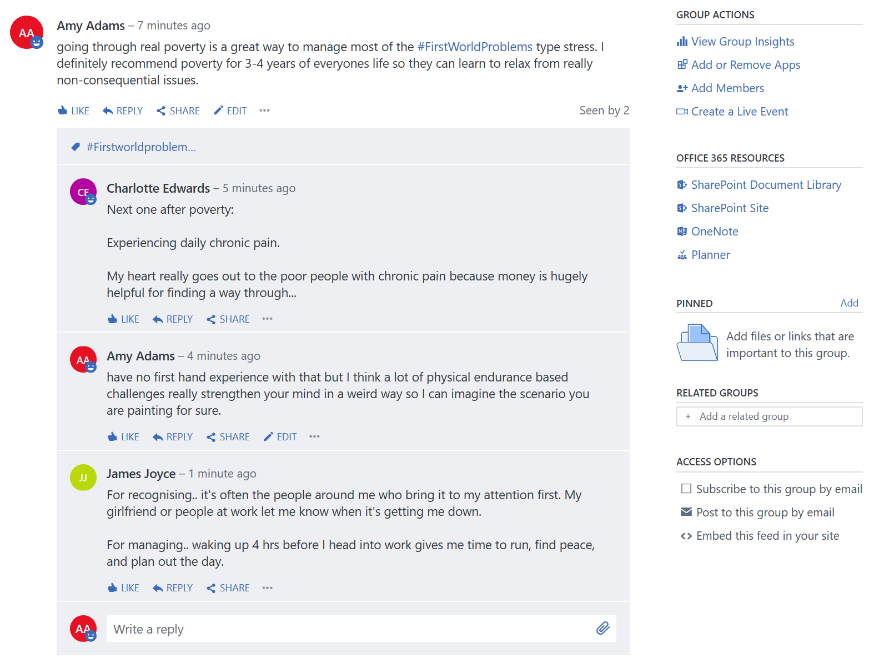 AA
Amy Adams – 7 minutes ago
going through real poverty is a great way to manage most of the #FirstWorldProblems type stress. I
definitely recommend poverty for 3-4 years of everyones life so they can learn to relax from really
non-consequential issues.
LIKE REPLY SHARE EDIT ··· Seen by 2
#Firstworldproblem...
CE
Charlotte Edwards – 5 minutes ago
Next one after poverty:
Experiencing daily chronic pain.
My heart really goes out to the poor people with chronic pain because money is hugely
helpful for finding a way through...
LIKE REPLY SHARE ···
AA
Amy Adams – 4 minutes ago
have no first hand experience with that but I think a lot of physical endurance based
challenges really strengthen your mind in a weird way so I can imagine the scenario you
are painting for sure.
LIKE REPLY SHARE EDIT ···
JJ
James Joyce – 1 minute ago
For recognising.. it's often the people around me who bring it to my attention first. My
girlfriend or people at work let me know when it's getting me down.
For managing.. waking up 4 hrs before I head into work gives me time to run, find peace,
and plan out the day.
LIKE REPLY SHARE ···
AA
Write a reply
GROUP ACTIONS
View Group Insights
Add or Remove Apps
Add Members
Create a Live Event
OFFICE 365 RESOURCES
SharePoint Document Library
SharePoint Site
OneNote
Planner
PINNED Add
Add files or links that are
important to this group.
RELATED GROUPS
+ Add a related group
ACCESS OPTIONS
Subscribe to this group by email
Post to this group by email
<> Embed this feed in your site